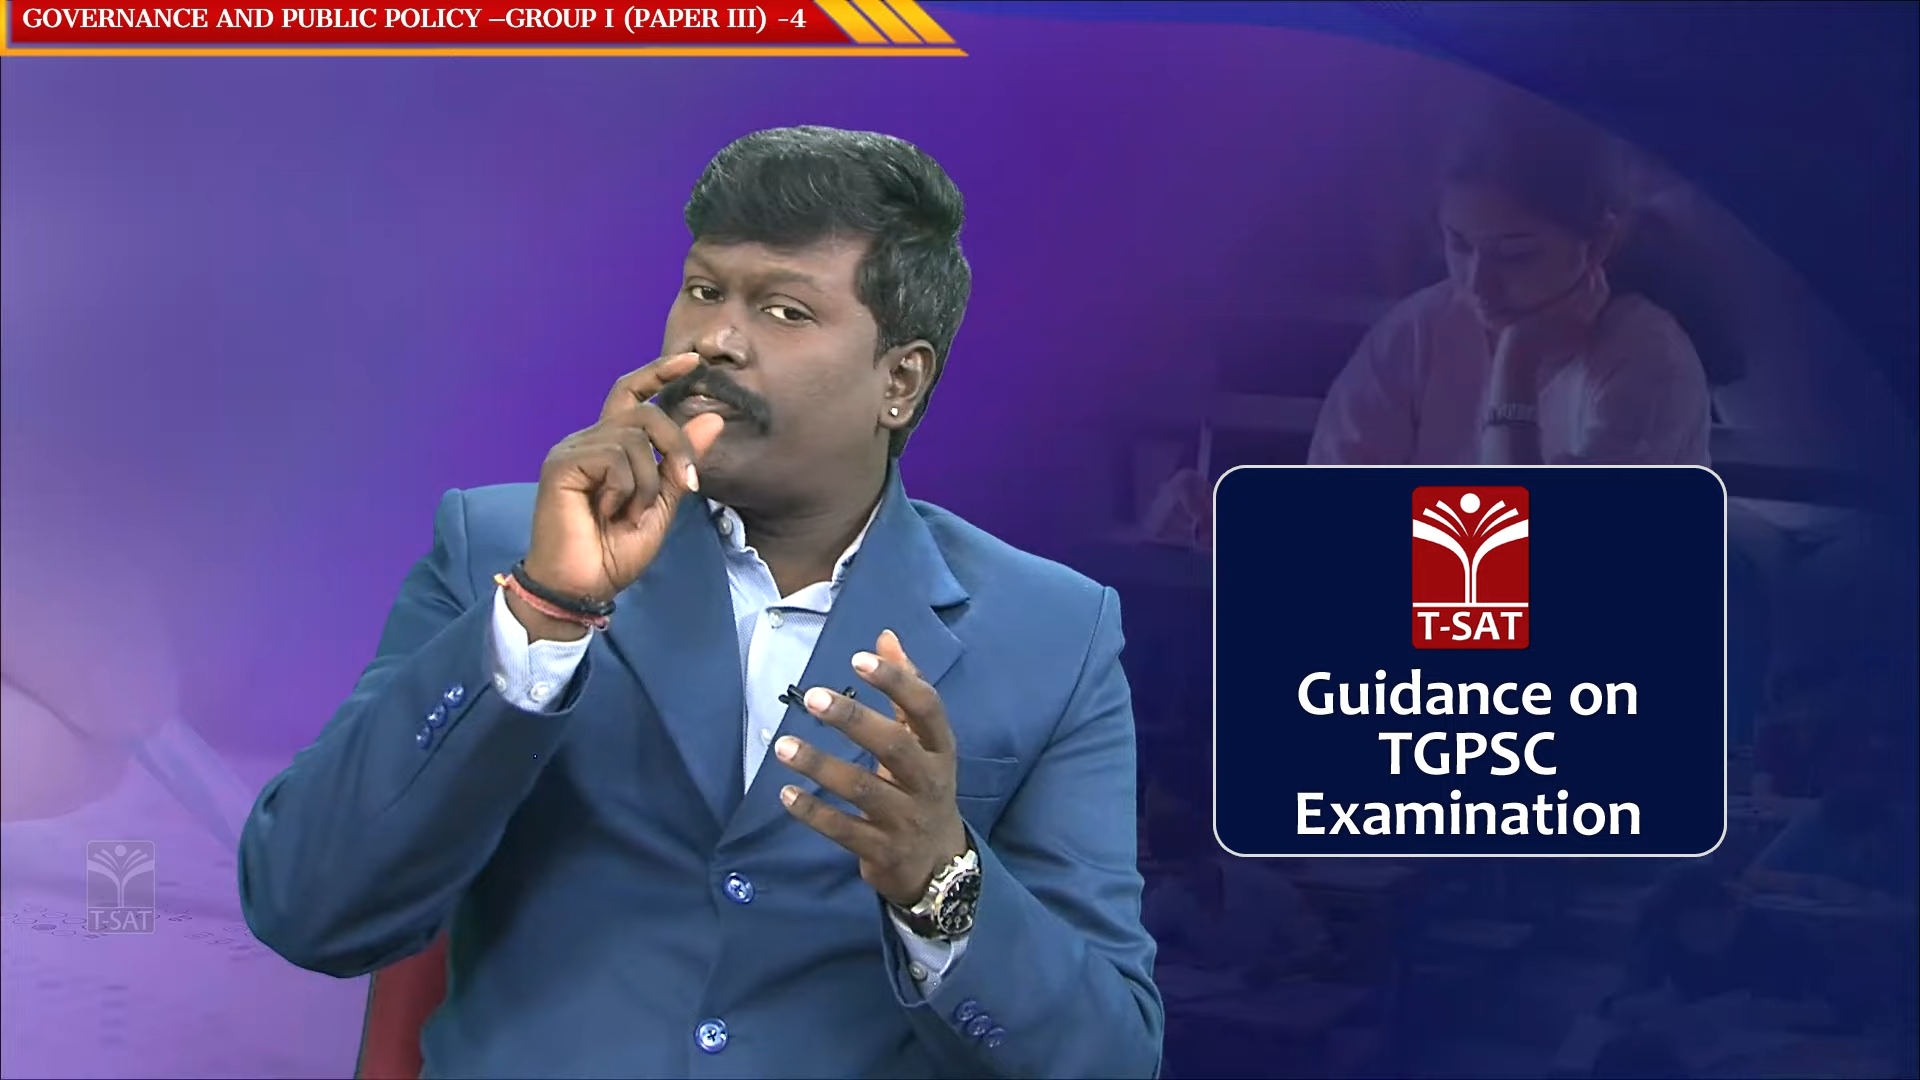 GOVERNANCE AND PUBLIC POLICY –GROUP I (PAPER III) -4
T-SAT
Guidance on
TGPSC
Examination
T-SAT